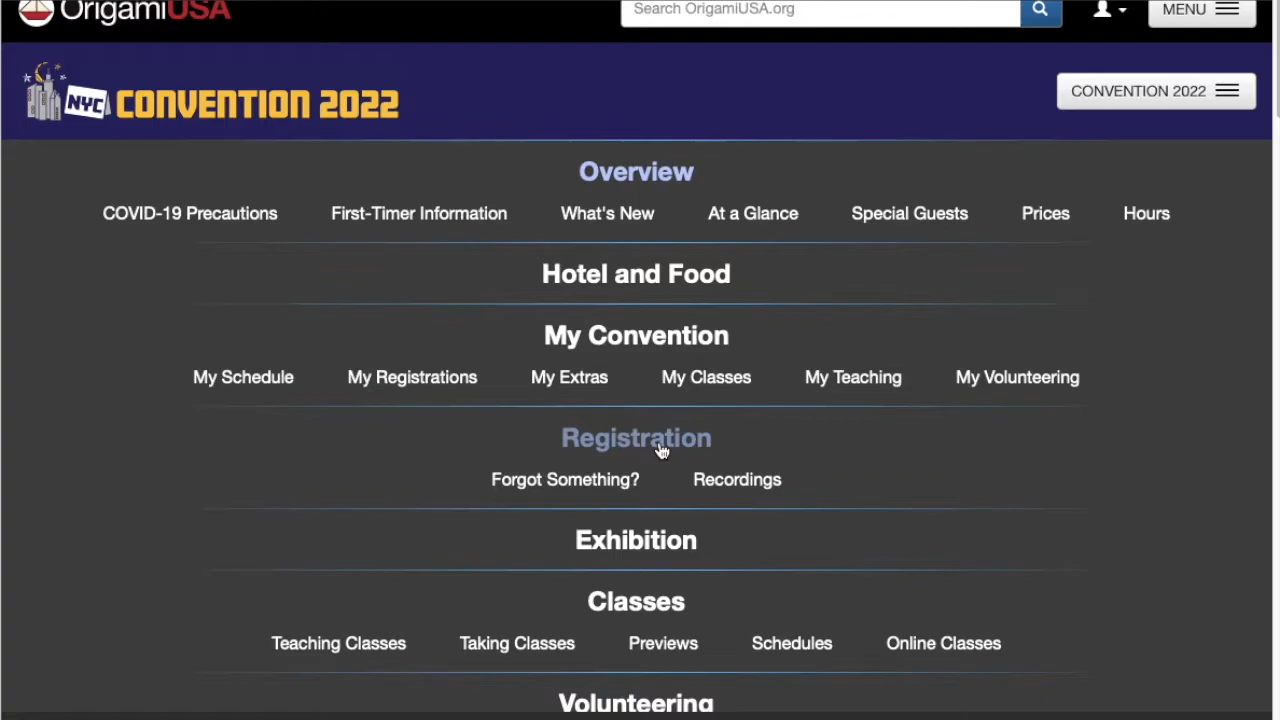 OrigamiUSA
Search OrigamiUSA.org
MENU
NYC CONVENTION 2022
CONVENTION 2022
Overview
COVID-19 Precautions First-Timer Information What's New At a Glance Special Guests Prices Hours
Hotel and Food
My Convention
My Schedule My Registrations My Extras My Classes My Teaching My Volunteering
Registration
Forgot Something? Recordings
Exhibition
Classes
Teaching Classes Taking Classes Previews Schedules Online Classes
Volunteering